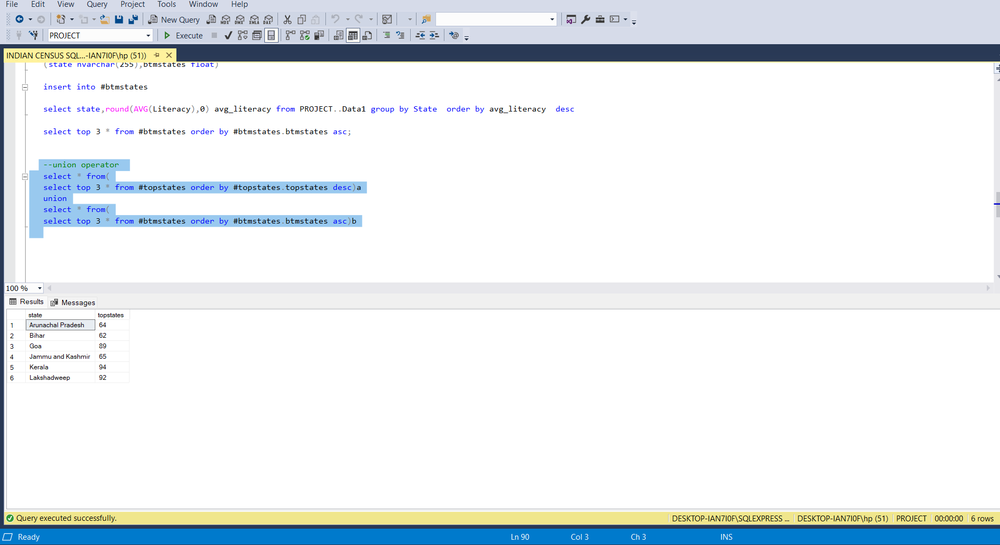 File Edit View Query Project Tools Window Help
New Query MDX DMX XMLA DAX
PROJECT Execute
INDIAN CENSUS SQL...-IAN7I0F\hp (51))
(state nvarchar(255),btmstates float)
insert into #btmstates
select state,round(AVG(Literacy),0) avg_literacy from PROJECT..Data1 group by State  order by avg_literacy  desc
select top 3 * from #btmstates order by #btmstates.btmstates asc;
--union operator
select * from(
select top 3 * from #topstates order by #topstates.topstates desc)a
union
select * from(
select top 3 * from #btmstates order by #btmstates.btmstates asc)b
100 %
Results Messages
state topstates
1 Arunachal Pradesh 64
2 Bihar 62
3 Goa 89
4 Jammu and Kashmir 65
5 Kerala 94
6 Lakshadweep 92
Query executed successfully. DESKTOP-IAN7I0F\SQLEXPRESS ... DESKTOP-IAN7I0F\hp (51) PROJECT 00:00:00 6 rows
Ready Ln 90 Col 3 Ch 3 INS